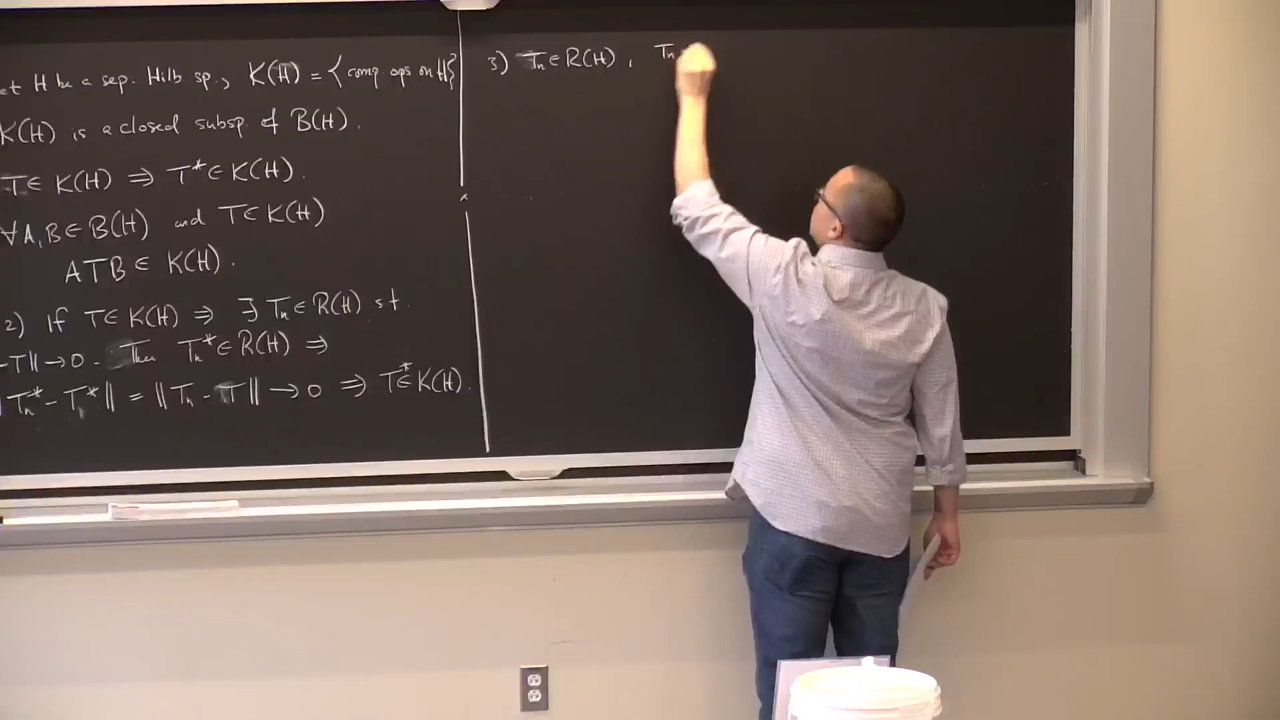 et H be a sep. Hilb sp., K(H) = {comp. ops on H}
K(H) is a closed subsp. of B(H).
T ∈ K(H) ⇒ T* ∈ K(H).
∀A, B ∈ B(H) and T ∈ K(H)
ATB ∈ K(H).
2) If T ∈ K(H) ⇒ ∃ Tₙ ∈ R(H) st.
-T‖ → 0. Then Tₙ* ∈ R(H) ⇒
‖Tₙ* - T*‖ = ‖Tₙ - T‖ → 0 ⇒ T* ∈ K(H).
3) Tₙ ∈ R(H), Tₙ